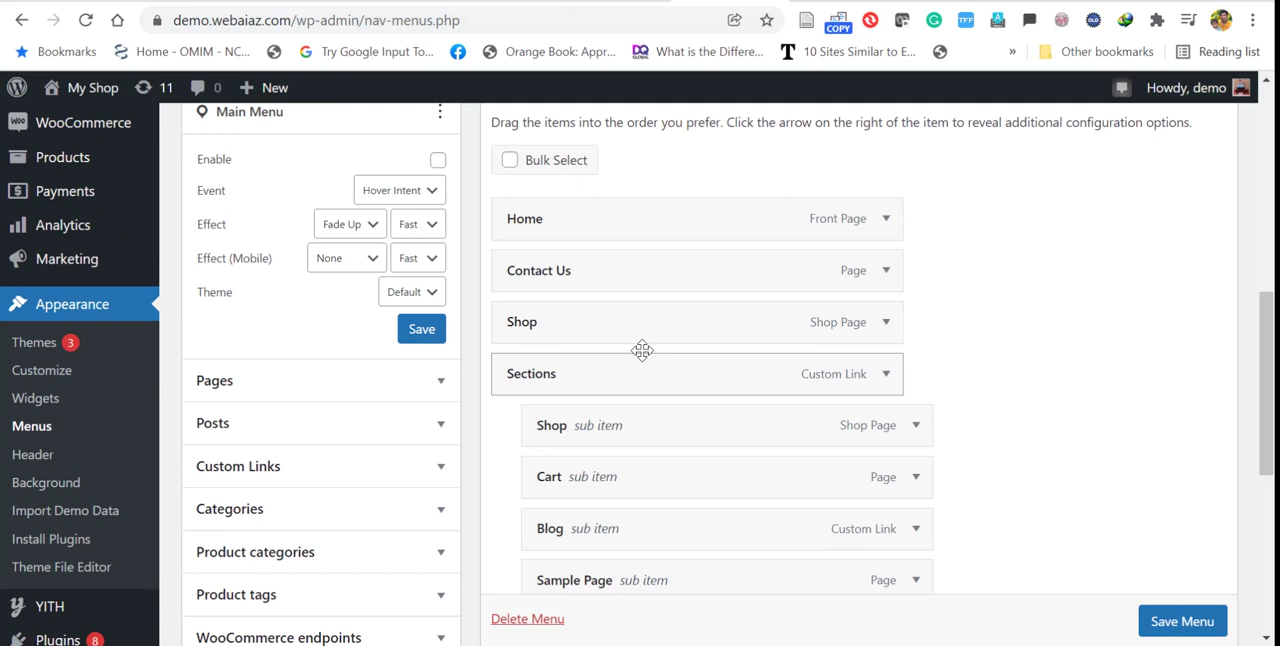 demo.webaiaz.com/wp-admin/nav-menus.php
COPY
TFF
OLD
Bookmarks
Home - OMIM - NC...
Try Google Input To...
Orange Book: Appr...
DQ GLOBAL
What is the Differe...
T
10 Sites Similar to E...
»
Other bookmarks
Reading list
My Shop
11
0
New
Howdy, demo
WooCommerce
Products
Payments
Analytics
Marketing
Appearance
Themes 3
Customize
Widgets
Menus
Header
Background
Import Demo Data
Install Plugins
Theme File Editor
YITH
Plugins 8
Main Menu
Enable
Event Hover Intent
Effect Fade Up Fast
Effect (Mobile) None Fast
Theme Default
Save
Pages
Posts
Custom Links
Categories
Product categories
Product tags
WooCommerce endpoints
Drag the items into the order you prefer. Click the arrow on the right of the item to reveal additional configuration options.
Bulk Select
Home Front Page
Contact Us Page
Shop Shop Page
Sections Custom Link
Shop sub item Shop Page
Cart sub item Page
Blog sub item Custom Link
Sample Page sub item Page
Delete Menu
Save Menu